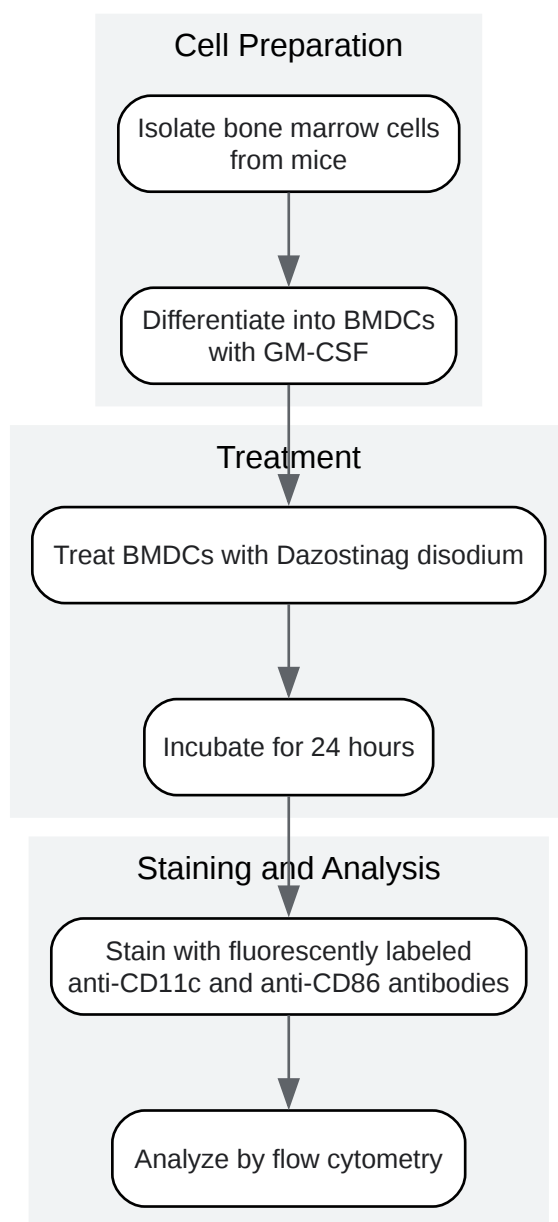 Cell Preparation
Isolate bone marrow cells
from mice
Differentiate into BMDCs
with GM-CSF
Treatment
Treat BMDCs with Dazostinag disodium
Incubate for 24 hours
Staining and Analysis
Stain with fluorescently labeled
anti-CD11c and anti-CD86 antibodies
Analyze by flow cytometry